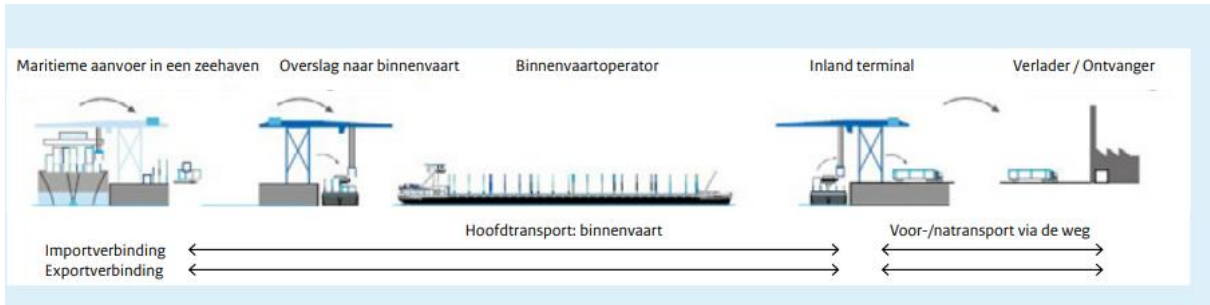 Maritieme aanvoer in een zeehaven Overslag naar binnenvaart Binnenvaartoperator Inland terminal Verlader / Ontvanger
Hoofdtransport: binnenvaart Voor-/natransport via de weg
Importverbinding
Exportverbinding